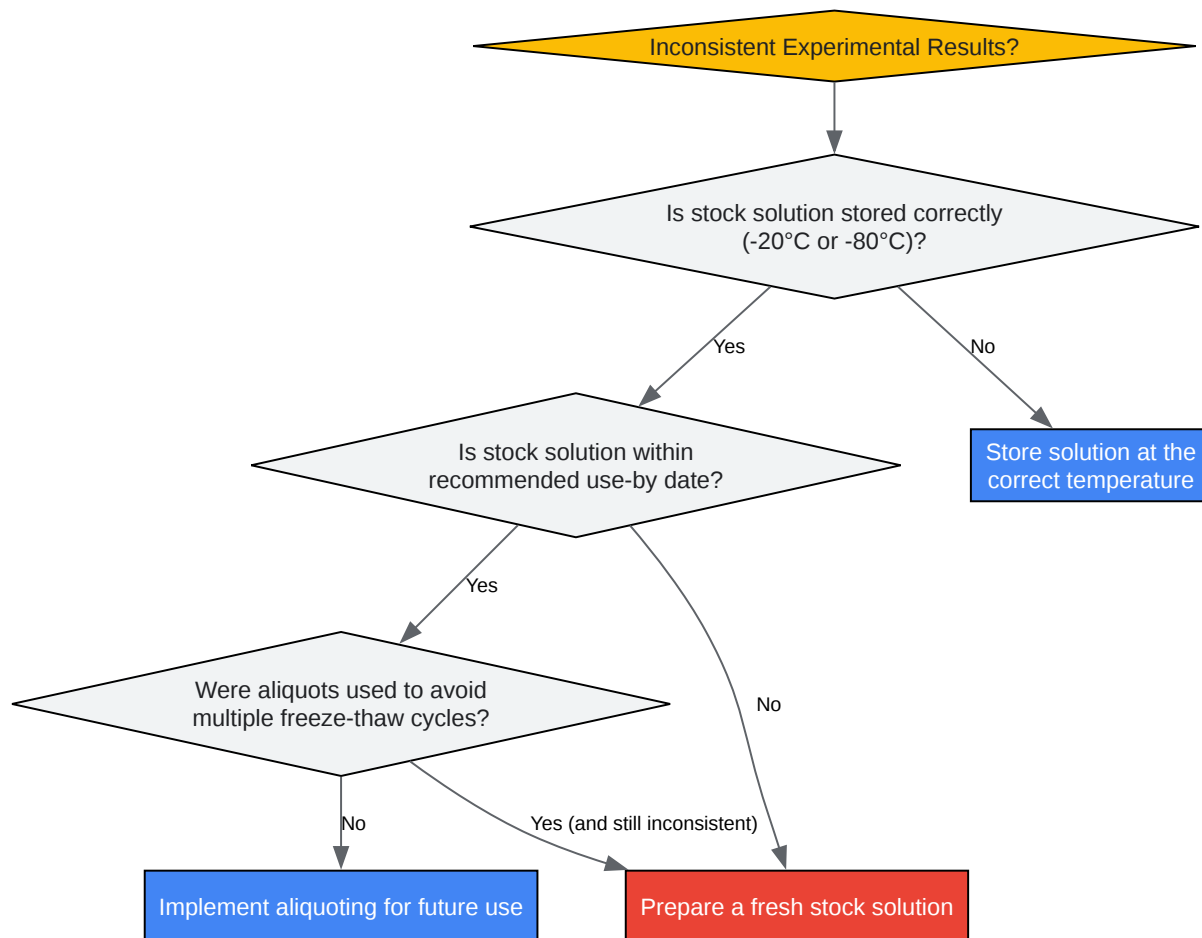 Inconsistent Experimental Results?
Is stock solution stored correctly
(-20°C or -80°C)?
Yes
No
Is stock solution within
recommended use-by date?
Store solution at the
correct temperature
Yes
Were aliquots used to avoid
multiple freeze-thaw cycles?
No
No
Yes (and still inconsistent)
Implement aliquoting for future use
Prepare a fresh stock solution